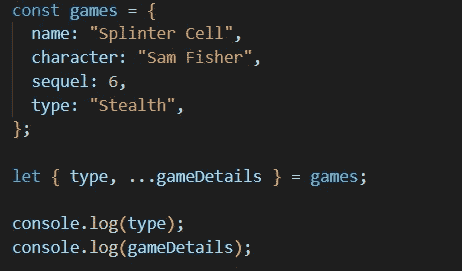 const games = {
  name: "Splinter Cell",
  character: "Sam Fisher",
  sequel: 6,
  type: "Stealth",
};
let { type, ...gameDetails } = games;
console.log(type);
console.log(gameDetails);